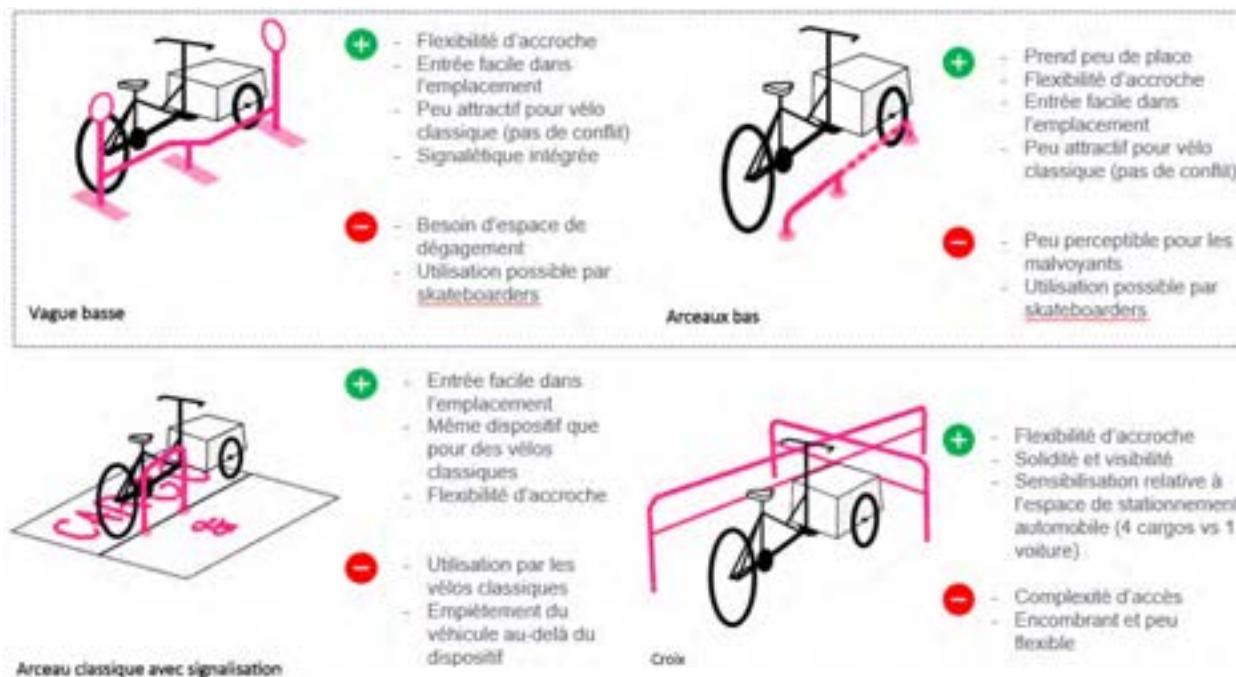 - Flexibilité d'accroche
- Entrée facile dans
l'emplacement
- Peu attractif pour vélo
classique (pas de conflit)
- Signalétique intégrée
- Besoin d'espace de
dégagement
- Utilisation possible par
skateboarders
Vague basse
- Prend peu de place
- Flexibilité d'accroche
- Entrée facile dans
l'emplacement
- Peu attractif pour vélo
classique (pas de conflit)
- Peu perceptible pour les
malvoyants
- Utilisation possible par
skateboarders
Arceaux bas
- Entrée facile dans
l'emplacement
- Même dispositif que
pour des vélos
classiques
- Flexibilité d'accroche
- Utilisation par les
vélos classiques
- Empiètement du
véhicule au-delà du
dispositif
Arceau classique avec signalisation
- Flexibilité d'accroche
- Solidité et visibilité
- Sensibilisation relative à
l'espace de stationnement
automobile (4 cargos vs 1
voiture)
- Complexité d'accès
- Encombrant et peu
flexible
Croix